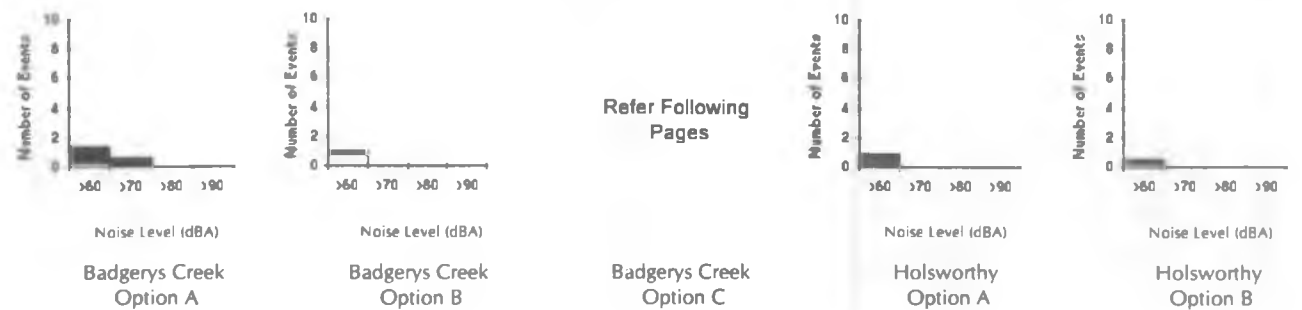 Number of Events
10
8
6
4
2
0
>60 >70 >80 >90
Noise Level (dBA)
Badgerys Creek
Option A
Number of Events
10
8
6
4
2
0
>60 >70 >80 >90
Noise Level (dBA)
Badgerys Creek
Option B
Refer Following
Pages
Badgerys Creek
Option C
Number of Events
10
8
6
4
2
0
>60 >70 >80 >90
Noise Level (dBA)
Holsworthy
Option A
Number of Events
10
8
6
4
2
0
>60 >70 >80 >90
Noise Level (dBA)
Holsworthy
Option B